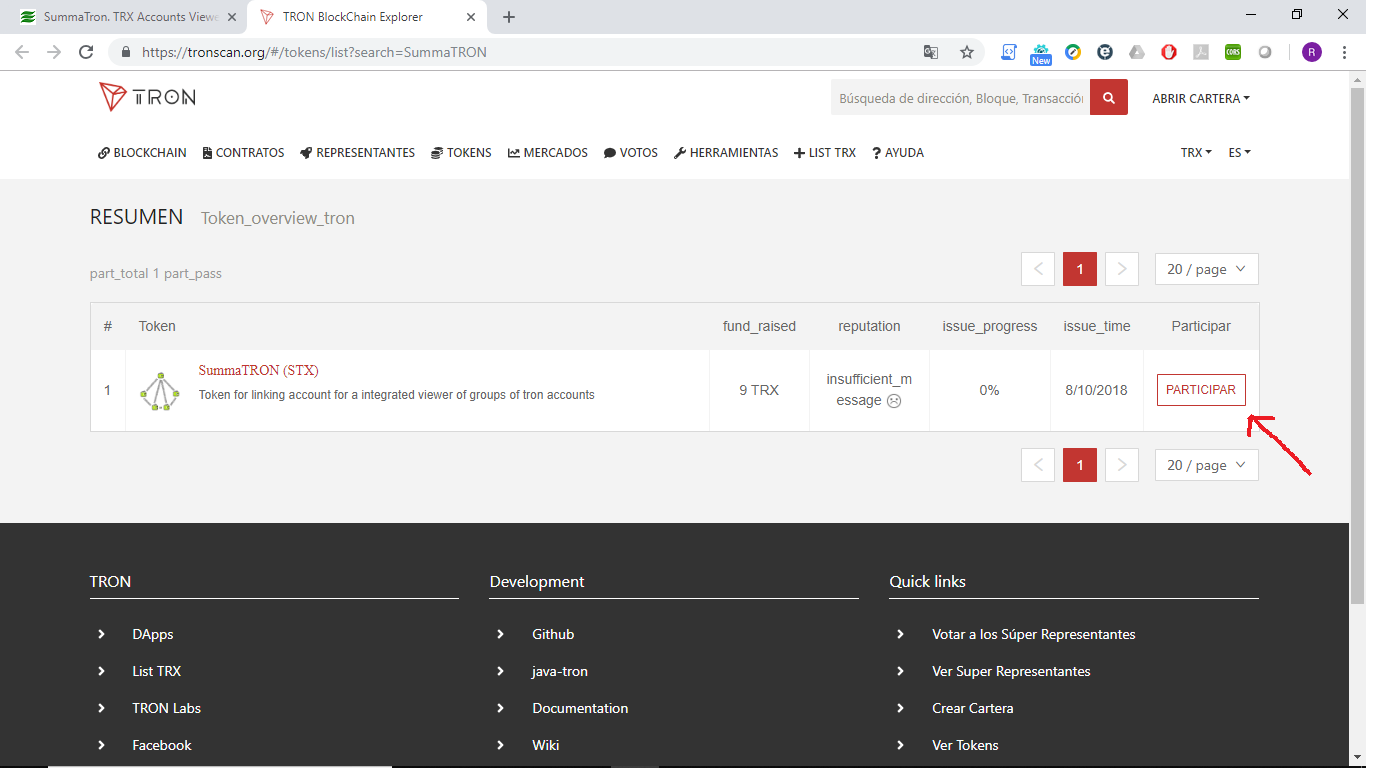 SummaTron. TRX Accounts Viewe
TRON BlockChain Explorer
https://tronscan.org/#/tokens/list?search=SummaTRON
New
CORS
R
TRON
Búsqueda de dirección, Bloque, Transacción
ABRIR CARTERA
BLOCKCHAIN CONTRATOS REPRESENTANTES TOKENS MERCADOS VOTOS HERRAMIENTAS LIST TRX AYUDA TRX ES
RESUMEN Token_overview_tron
part_total 1 part_pass
1 20 / page
# Token fund_raised reputation issue_progress issue_time Participar
SummaTRON (STX)
Token for linking account for a integrated viewer of groups of tron accounts
1 9 TRX insufficient_m
essage 0% 8/10/2018 PARTICIPAR
1 20 / page
TRON Development Quick links
DApps Github Votar a los Súper Representantes
List TRX java-tron Ver Super Representantes
TRON Labs Documentation Crear Cartera
Facebook Wiki Ver Tokens